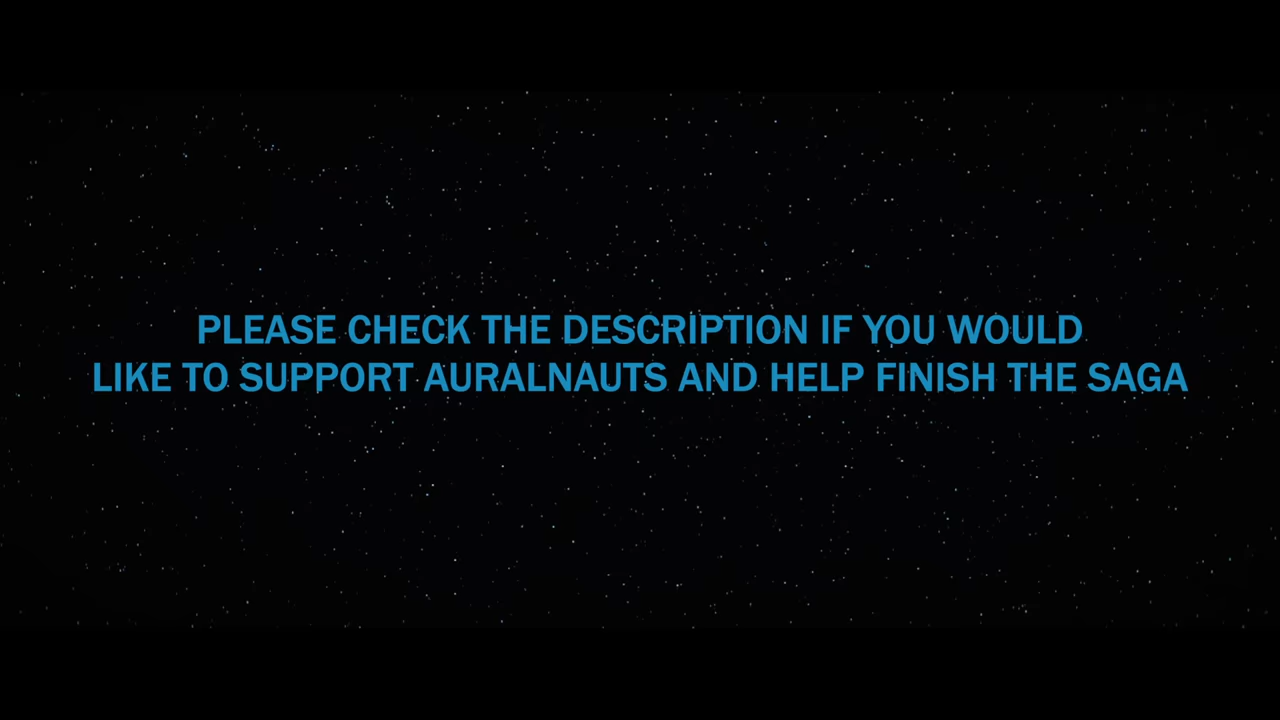 PLEASE CHECK THE DESCRIPTION IF YOU WOULD
LIKE TO SUPPORT AURALNAUTS AND HELP FINISH THE SAGA